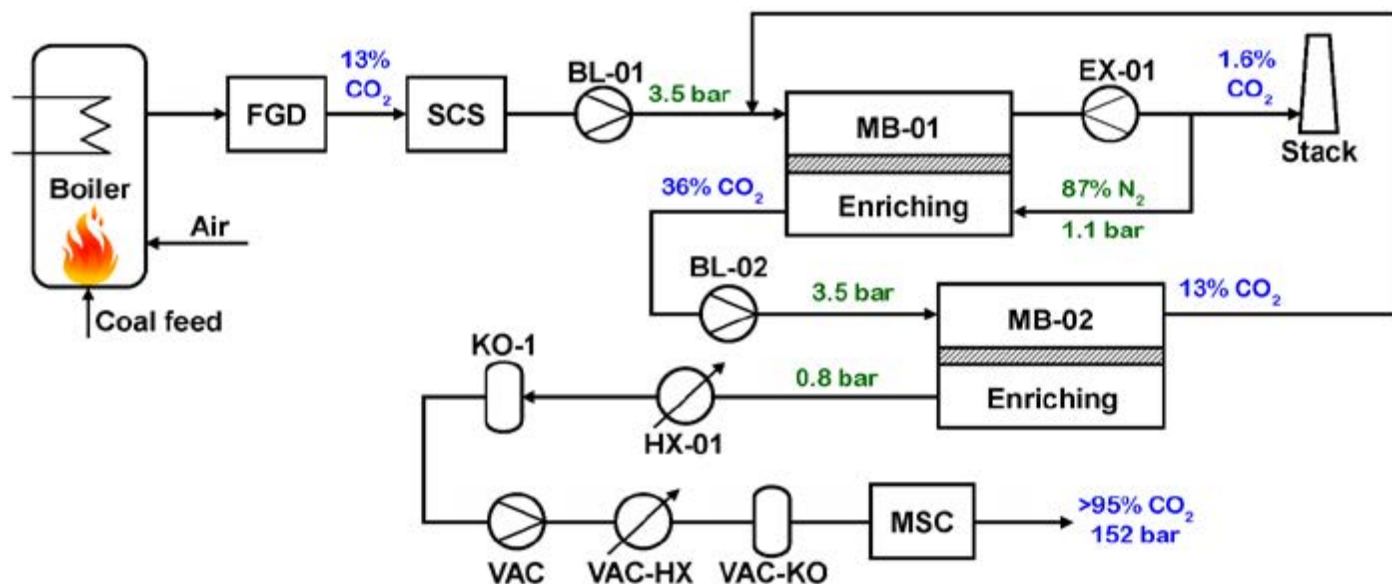 Boiler
Air
Coal feed
FGD
13%
CO2
SCS
BL-01
3.5 bar
MB-01
Enriching
EX-01
1.6%
CO2
Stack
87% N2
1.1 bar
36% CO2
BL-02
3.5 bar
MB-02
Enriching
13% CO2
0.8 bar
HX-01
KO-1
VAC
VAC-HX
VAC-KO
MSC
>95% CO2
152 bar